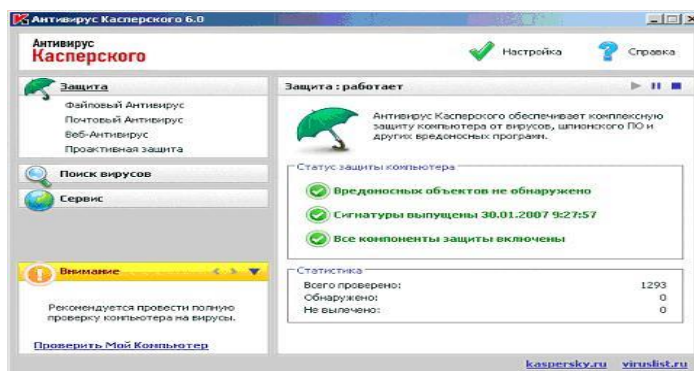 Антивирус Касперского 6.0
Антивирус
Касперского
Настройка
Справка
Защита
Файловый Антивирус
Почтовый Антивирус
Веб-Антивирус
Проактивная защита
Поиск вирусов
Сервис
Внимание
Рекомендуется провести полную
проверку компьютера на вирусы.
Проверить Мой Компьютер
Защита : работает
Антивирус Касперского обеспечивает комплексную
защиту компьютера от вирусов, шпионского ПО и
других вредоносных программ.
Статус защиты компьютера
Вредоносных объектов не обнаружено
Сигнатуры выпущены 30.01.2007 9:27:57
Все компоненты защиты включены
Статистика
Всего проверено: 1293
Обнаружено: 0
Не вылечено: 0
kaspersky.ru viruslist.ru